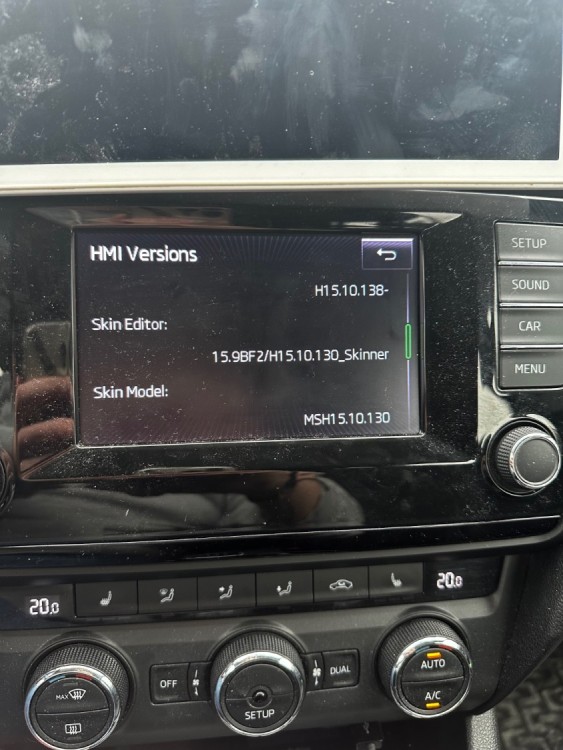 HMI Versions
H15.10.138-
Skin Editor:
15.9BF2/H15.10.130_Skinner
Skin Model:
MSH15.10.130
SETUP
SOUND
CAR
MENU
20.0
20.0
MAX
OFF
SETUP
DUAL
AUTO
A/C